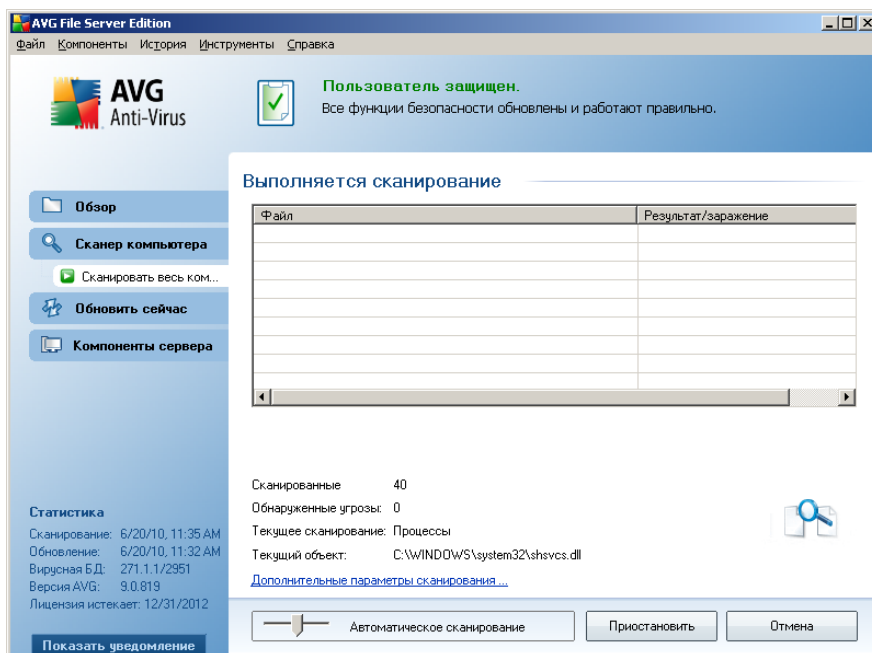 AVG File Server Edition
Файл Компоненты История Инструменты Справка
AVG
Anti-Virus
Пользователь защищен.
Все функции безопасности обновлены и работают правильно.
Обзор
Сканер компьютера
Сканировать весь ком...
Обновить сейчас
Компоненты сервера
Выполняется сканирование
Файл Результат/заражение
Сканированные 40
Обнаруженные угрозы: 0
Текущее сканирование: Процессы
Текущий объект: C:\WINDOWS\system32\shsvcs.dll
Дополнительные параметры сканирования ...
Статистика
Сканирование: 6/20/10, 11:35 AM
Обновление: 6/20/10, 11:32 AM
Вирусная БД: 271.1.1/2951
Версия AVG: 9.0.819
Лицензия истекает: 12/31/2012
Показать уведомление
Автоматическое сканирование
Приостановить
Отмена